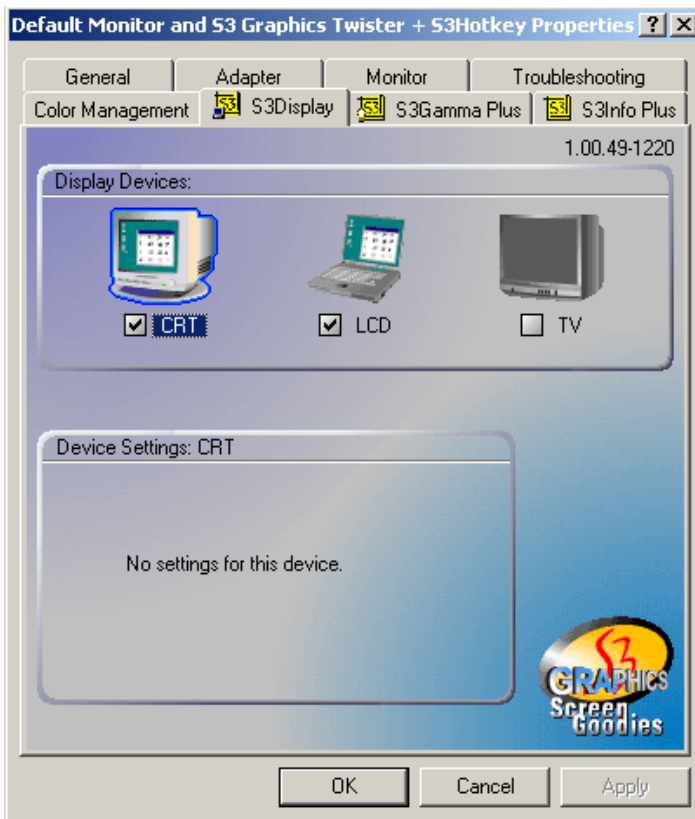 Default Monitor and S3 Graphics Twister + S3Hotkey Properties
General Adapter Monitor Troubleshooting
Color Management S3Display S3Gamma Plus S3Info Plus
1.00.49-1220
Display Devices:
CRT LCD TV
Device Settings: CRT
No settings for this device.
S3
GRAPHICS
Screen
Goodies
OK Cancel Apply